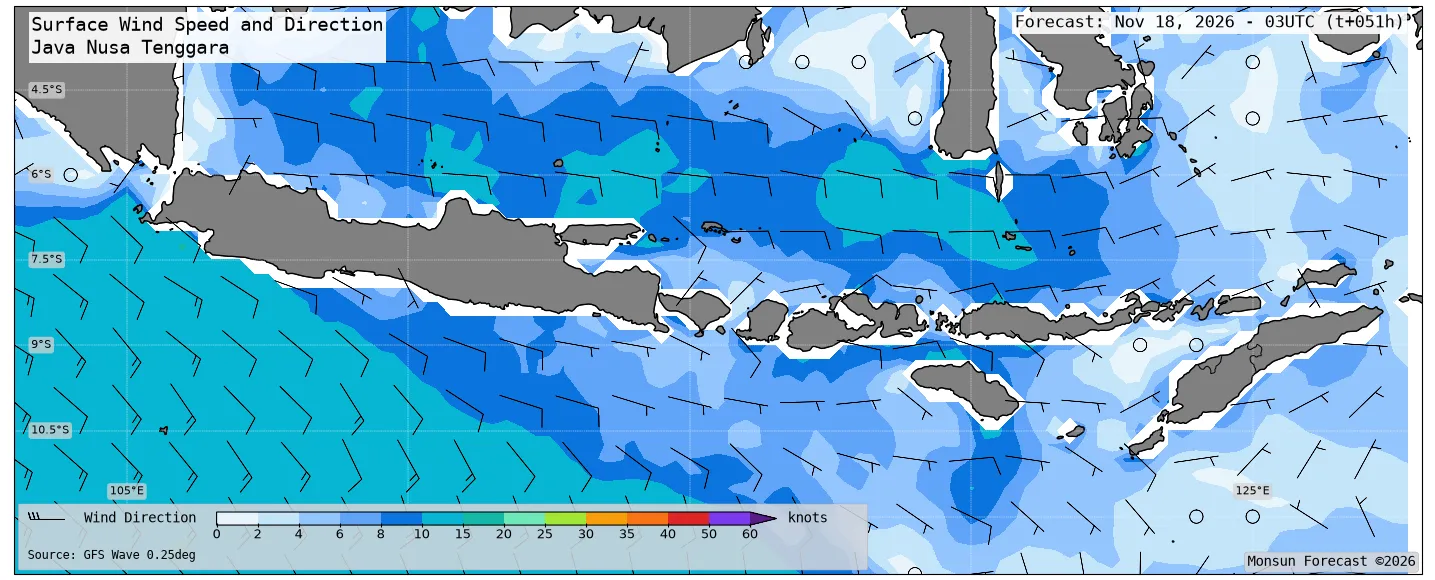 Surface Wind Speed and Direction
Java Nusa Tenggara
Forecast: Nov 18, 2026 - 03UTC (t+051h)
4.5°S
6°S
7.5°S
9°S
10.5°S
105°E
125°E
Wind Direction
0 2 4 6 8 10 15 20 25 30 35 40 50 60
knots
Source: GFS Wave 0.25deg
Monsun Forecast ©2026